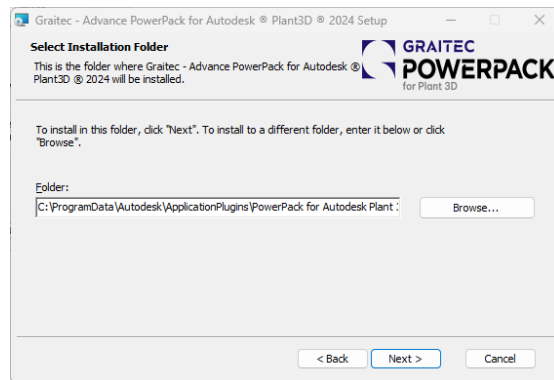 Graitec - Advance PowerPack for Autodesk ® Plant3D ® 2024 Setup
Select Installation Folder
This is the folder where Graitec - Advance PowerPack for Autodesk ®
Plant3D ® 2024 will be installed.
GRAITEC
POWERPACK
for Plant 3D
To install in this folder, click "Next". To install to a different folder, enter it below or click
"Browse".
Folder:
C:\ProgramData\Autodesk\ApplicationPlugins\PowerPack for Autodesk Plant
Browse...
< Back
Next >
Cancel